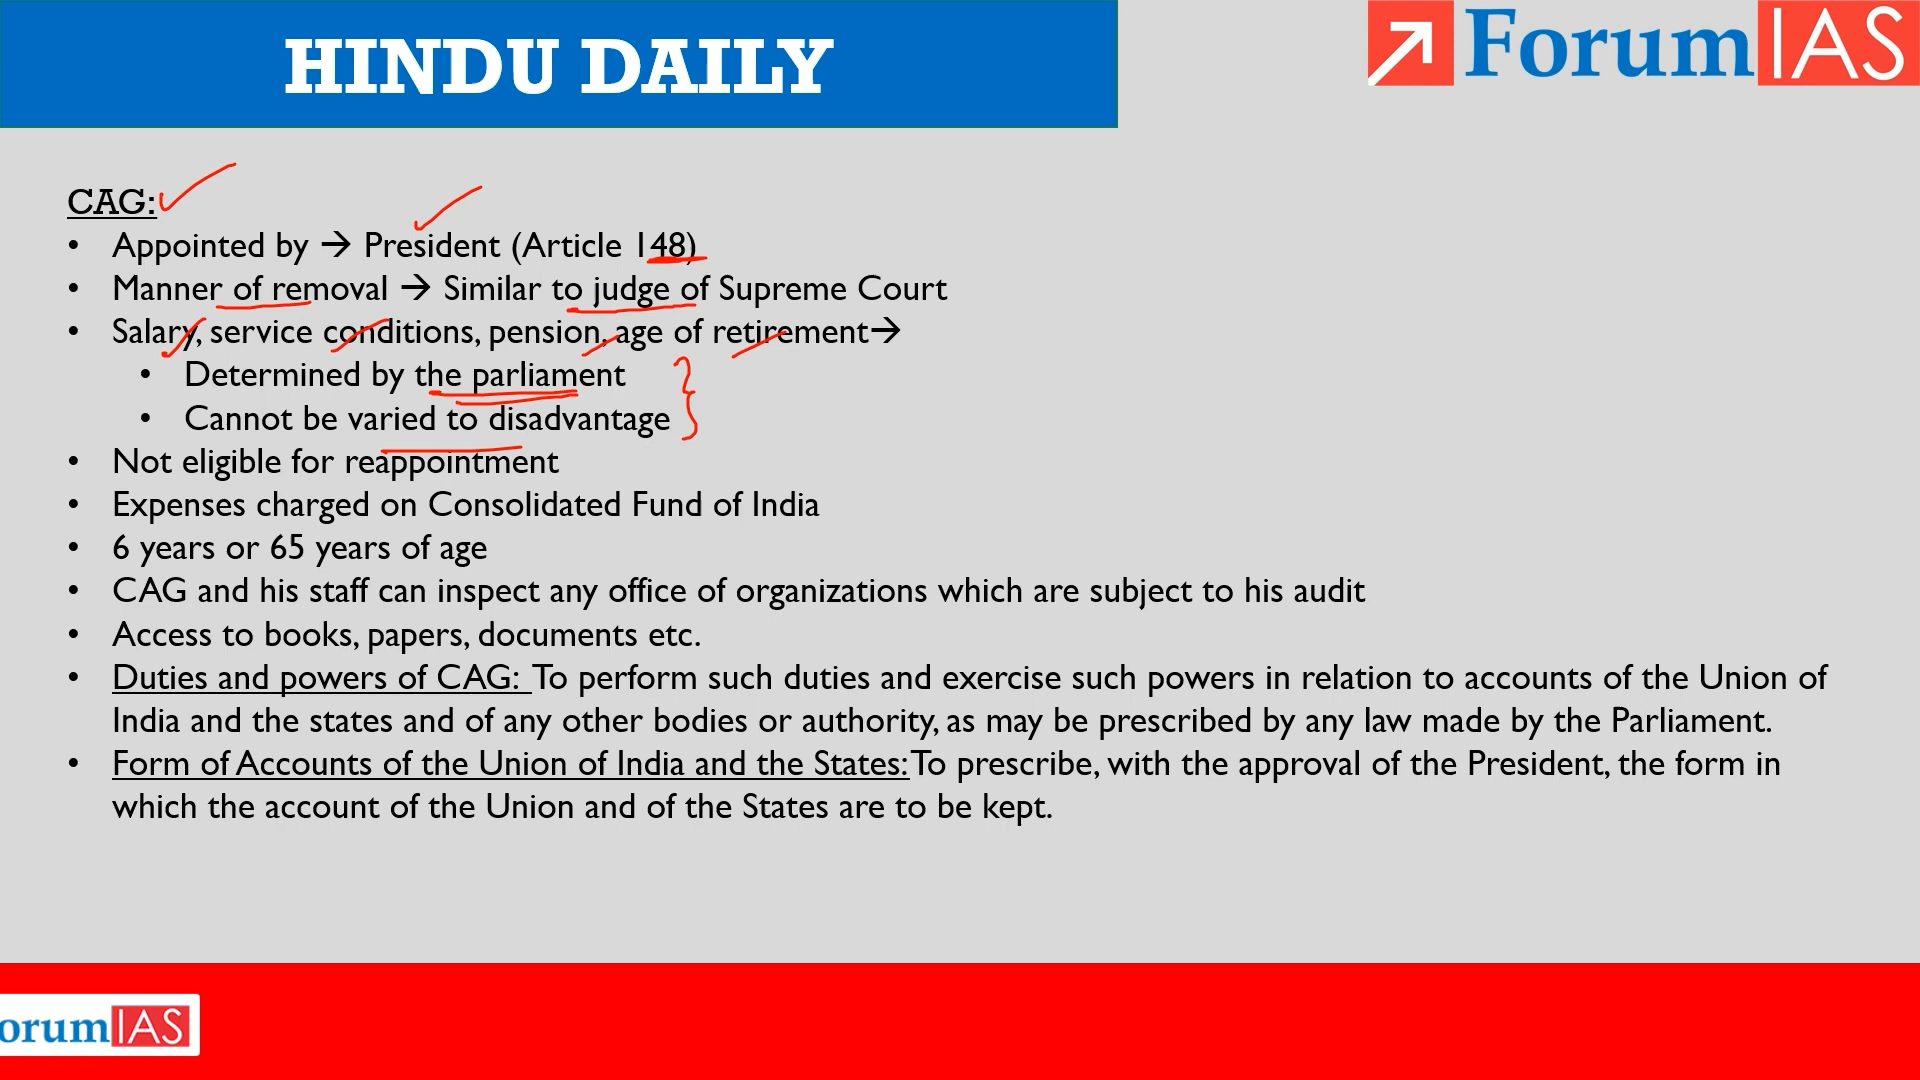 HINDU DAILY
ForumIAS
CAG:
• Appointed by → President (Article 148)
• Manner of removal → Similar to judge of Supreme Court
• Salary, service conditions, pension, age of retirement→
• Determined by the parliament
• Cannot be varied to disadvantage
• Not eligible for reappointment
• Expenses charged on Consolidated Fund of India
• 6 years or 65 years of age
• CAG and his staff can inspect any office of organizations which are subject to his audit
• Access to books, papers, documents etc.
• Duties and powers of CAG: To perform such duties and exercise such powers in relation to accounts of the Union of
India and the states and of any other bodies or authority, as may be prescribed by any law made by the Parliament.
• Form of Accounts of the Union of India and the States: To prescribe, with the approval of the President, the form in
which the account of the Union and of the States are to be kept.
orumIAS